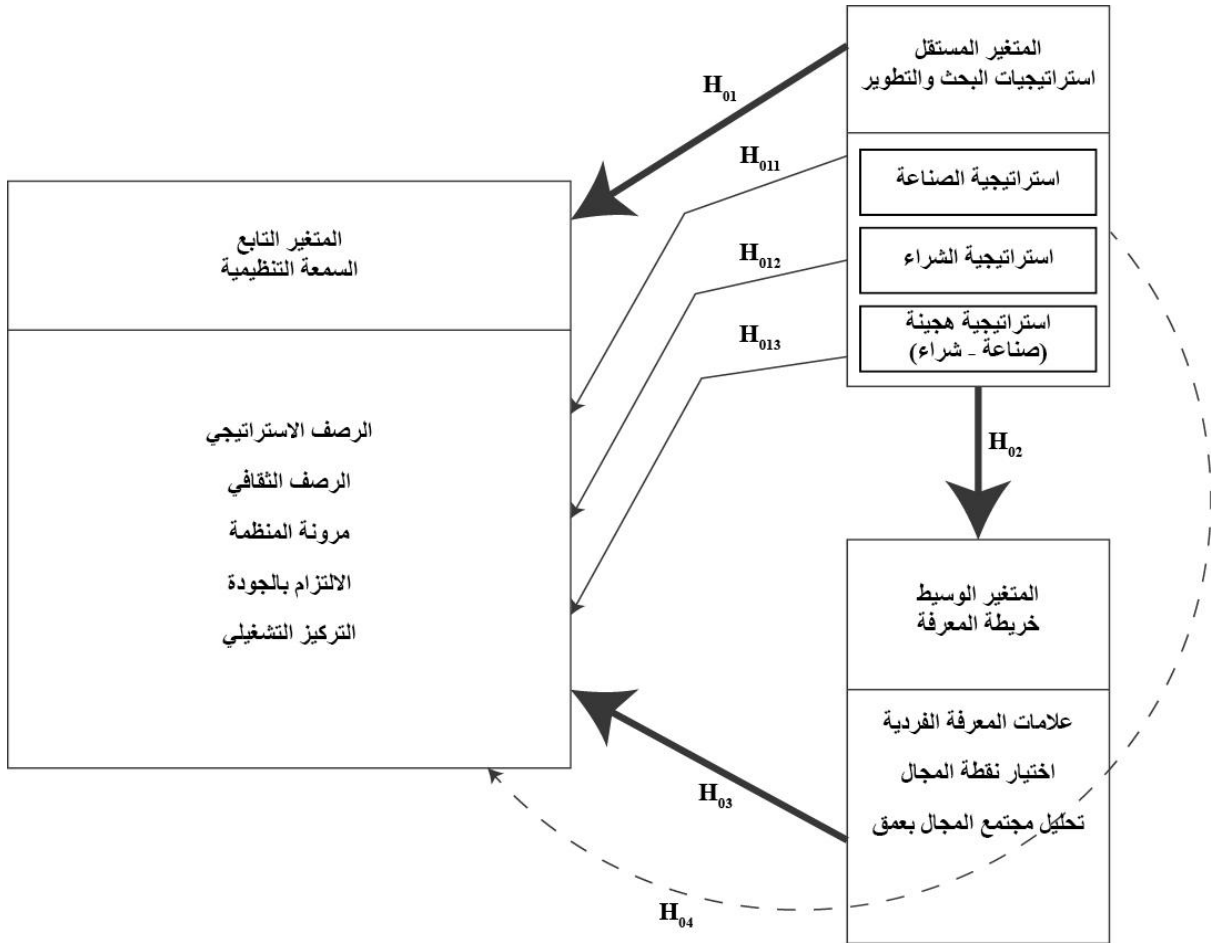 المتغير المستقل
استراتيجيات البحث والتطوير
استراتيجية الصناعة
استراتيجية الشراء
استراتيجية هجينة
(صناعة - شراء)
H01
H011
H012
H013
المتغير التابع
السمعة التنظيمية
الرصف الاستراتيجي
الرصف الثقافي
مرونة المنظمة
الالتزام بالجودة
التركيز التشغيلي
H02
المتغير الوسيط
خريطة المعرفة
علامات المعرفة الفردية
اختيار نقطة المجال
تحليل مجتمع المجال بعمق
H03
H04